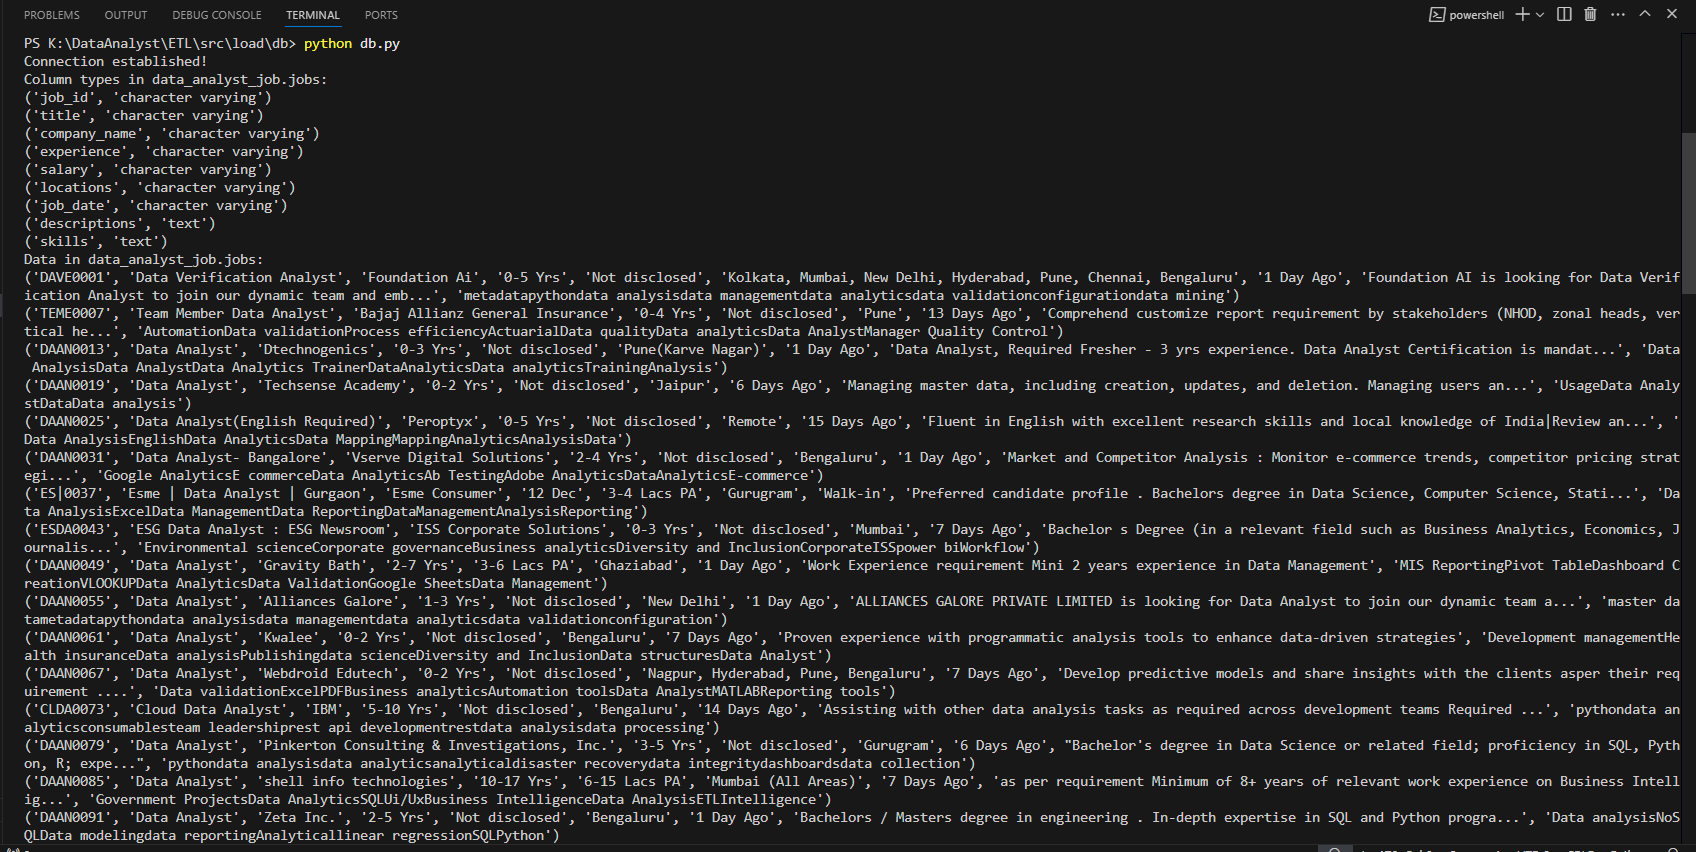 PROBLEMS OUTPUT DEBUG CONSOLE TERMINAL PORTS powershell
PS K:\DataAnalyst\ETL\src\load\db> python db.py
Connection established!
Column types in data_analyst_job.jobs:
('job_id', 'character varying')
('title', 'character varying')
('company_name', 'character varying')
('experience', 'character varying')
('salary', 'character varying')
('locations', 'character varying')
('job_date', 'character varying')
('descriptions', 'text')
('skills', 'text')
Data in data_analyst_job.jobs:
('DAVE0001', 'Data Verification Analyst', 'Foundation Ai', '0-5 Yrs', 'Not disclosed', 'Kolkata, Mumbai, New Delhi, Hyderabad, Pune, Chennai, Bengaluru', '1 Day Ago', 'Foundation AI is looking for Data Verif
ication Analyst to join our dynamic team and emb...', 'metadatapythondata analysisdata managementdata analyticsdata validationconfigurationdata mining')
('TEME0007', 'Team Member Data Analyst', 'Bajaj Allianz General Insurance', '0-4 Yrs', 'Not disclosed', 'Pune', '13 Days Ago', 'Comprehend customize report requirement by stakeholders (NHOD, zonal heads, ver
tical he...', 'AutomationData validationProcess efficiencyActuarialData qualityData analyticsData AnalystManager Quality Control')
('DAAN0013', 'Data Analyst', 'Dtechnogenics', '0-3 Yrs', 'Not disclosed', 'Pune(Karve Nagar)', '1 Day Ago', 'Data Analyst, Required Fresher - 3 yrs experience. Data Analyst Certification is mandat...', 'Data
 AnalysisData AnalystData Analytics TrainerDataAnalyticsData analyticsTrainingAnalysis')
('DAAN0019', 'Data Analyst', 'Techsense Academy', '0-2 Yrs', 'Not disclosed', 'Jaipur', '6 Days Ago', 'Managing master data, including creation, updates, and deletion. Managing users an...', 'UsageData Analy
stDataData analysis')
('DAAN0025', 'Data Analyst(English Required)', 'Peroptyx', '0-5 Yrs', 'Not disclosed', 'Remote', '15 Days Ago', 'Fluent in English with excellent research skills and local knowledge of India|Review an...', '
Data AnalysisEnglishData AnalyticsData MappingMappingAnalyticsAnalysisData')
('DAAN0031', 'Data Analyst- Bangalore', 'Vserve Digital Solutions', '2-4 Yrs', 'Not disclosed', 'Bengaluru', '1 Day Ago', 'Market and Competitor Analysis : Monitor e-commerce trends, competitor pricing strat
egi...', 'Google AnalyticsE commerceData AnalyticsAb TestingAdobe AnalyticsDataAnalyticsE-commerce')
('ES|0037', 'Esme | Data Analyst | Gurgaon', 'Esme Consumer', '12 Dec', '3-4 Lacs PA', 'Gurugram', 'Walk-in', 'Preferred candidate profile . Bachelors degree in Data Science, Computer Science, Stati...', 'Da
ta AnalysisExcelData ManagementData ReportingDataManagementAnalysisReporting')
('ESDA0043', 'ESG Data Analyst : ESG Newsroom', 'ISS Corporate Solutions', '0-3 Yrs', 'Not disclosed', 'Mumbai', '7 Days Ago', 'Bachelor s Degree (in a relevant field such as Business Analytics, Economics, J
ournalis...', 'Environmental scienceCorporate governanceBusiness analyticsDiversity and InclusionCorporateISSpower biWorkflow')
('DAAN0049', 'Data Analyst', 'Gravity Bath', '2-7 Yrs', '3-6 Lacs PA', 'Ghaziabad', '1 Day Ago', 'Work Experience requirement Mini 2 years experience in Data Management', 'MIS ReportingPivot TableDashboard C
reationVLOOKUPData AnalyticsData ValidationGoogle SheetsData Management')
('DAAN0055', 'Data Analyst', 'Alliances Galore', '1-3 Yrs', 'Not disclosed', 'New Delhi', '1 Day Ago', 'ALLIANCES GALORE PRIVATE LIMITED is looking for Data Analyst to join our dynamic team a...', 'master da
tametadatapythondata analysisdata managementdata analyticsdata validationconfiguration')
('DAAN0061', 'Data Analyst', 'Kwalee', '0-2 Yrs', 'Not disclosed', 'Bengaluru', '7 Days Ago', 'Proven experience with programmatic analysis tools to enhance data-driven strategies', 'Development managementHe
alth insuranceData analysisPublishingdata scienceDiversity and InclusionData structuresData Analyst')
('DAAN0067', 'Data Analyst', 'Webdroid Edutech', '0-2 Yrs', 'Not disclosed', 'Nagpur, Hyderabad, Pune, Bengaluru', '7 Days Ago', 'Develop predictive models and share insights with the clients asper their req
uirement ....', 'Data validationExcelPDFBusiness analyticsAutomation toolsData AnalystMATLABReporting tools')
('CLDA0073', 'Cloud Data Analyst', 'IBM', '5-10 Yrs', 'Not disclosed', 'Bengaluru', '14 Days Ago', 'Assisting with other data analysis tasks as required across development teams Required ...', 'pythondata an
alyticsconsumablesteam leadershiprest api developmentrestdata analysisdata processing')
('DAAN0079', 'Data Analyst', 'Pinkerton Consulting & Investigations, Inc.', '3-5 Yrs', 'Not disclosed', 'Gurugram', '6 Days Ago', "Bachelor's degree in Data Science or related field; proficiency in SQL, Pyth
on, R; expe...", 'pythondata analysisdata analyticsanalyticaldisaster recoverydata integritydashboardsdata collection')
('DAAN0085', 'Data Analyst', 'shell info technologies', '10-17 Yrs', '6-15 Lacs PA', 'Mumbai (All Areas)', '7 Days Ago', 'as per requirement Minimum of 8+ years of relevant work experience on Business Intell
ig...', 'Government ProjectsData AnalyticsSQLUi/UxBusiness IntelligenceData AnalysisETLIntelligence')
('DAAN0091', 'Data Analyst', 'Zeta Inc.', '2-5 Yrs', 'Not disclosed', 'Bengaluru', '1 Day Ago', 'Bachelors / Masters degree in engineering . In-depth expertise in SQL and Python progra...', 'Data analysisNoS
QLData modelingdata reportingAnalyticallinear regressionSQLPython')